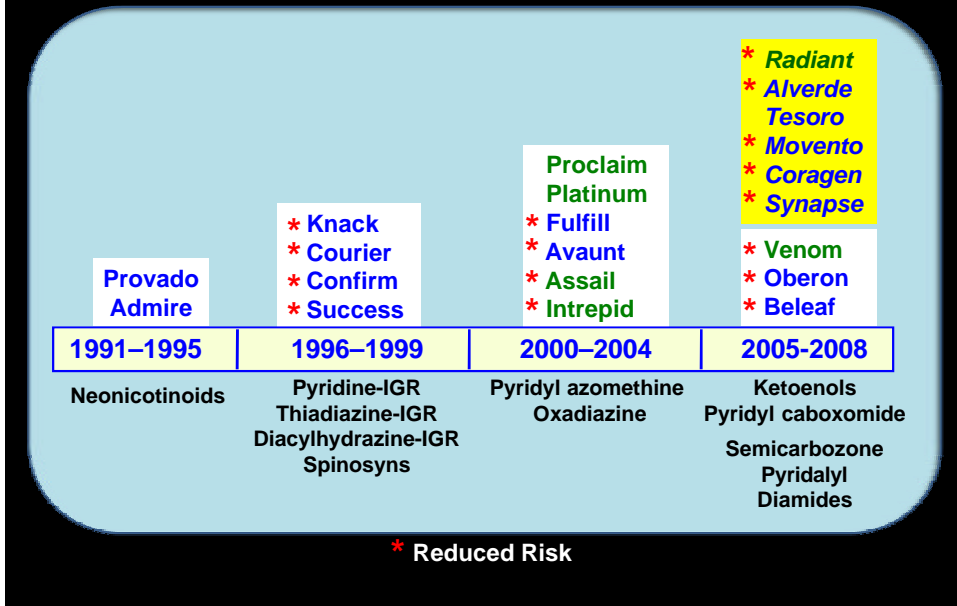 Provado
Admire
* Knack
* Courier
* Confirm
* Success
Proclaim
Platinum
* Fulfill
* Avaunt
* Assail
* Intrepid
* Radiant
* Alverde
Tesoro
* Movento
* Coragen
* Synapse
* Venom
* Oberon
* Beleaf
1991–1995
1996–1999
2000–2004
2005-2008
Neonicotinoids
Pyridine-IGR
Thiadiazine-IGR
Diacylhydrazine-IGR
Spinosyns
Pyridyl azomethine
Oxadiazine
Ketoenols
Pyridyl caboxomide
Semicarbozone
Pyridalyl
Diamides
* Reduced Risk